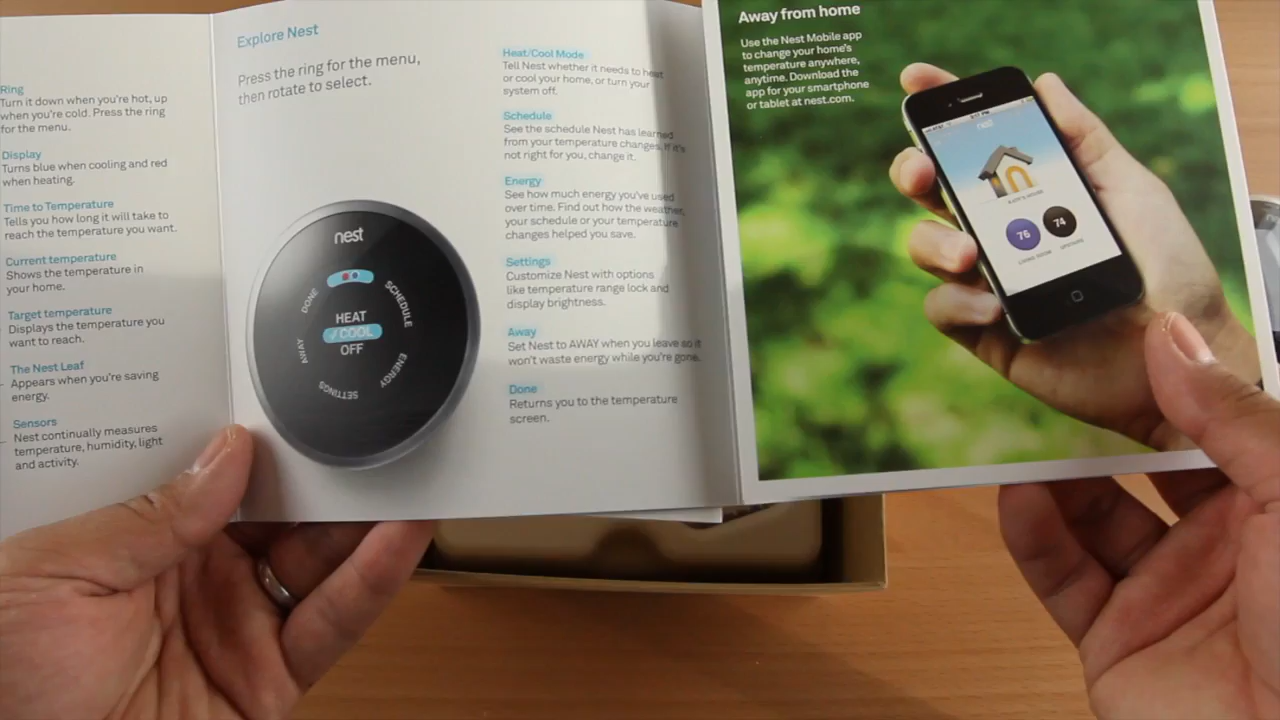 Ring
Turn it down when you're hot, up
when you're cold. Press the ring
for the menu.
Display
Turns blue when cooling and red
when heating.
Time to Temperature
Tells you how long it will take to
reach the temperature you want.
Current temperature
Shows the temperature in
your home.
Target temperature
Displays the temperature you
want to reach.
The Nest Leaf
Appears when you're saving
energy.
Sensors
Nest continually measures
temperature, humidity, light
and activity.
Explore Nest
Press the ring for the menu,
then rotate to select.
nest
DONE
SCHEDULE
HEAT
✓COOL
OFF
AWAY
ENERGY
SETTINGS
Heat/Cool Mode
Tell Nest whether it needs to heat
or cool your home, or turn your
system off.
Schedule
See the schedule Nest has learned
from your temperature changes. If it's
not right for you, change it.
Energy
See how much energy you've used
over time. Find out how the weather,
your schedule or your temperature
changes helped you save.
Settings
Customize Nest with options
like temperature range lock and
display brightness.
Away
Set Nest to AWAY when you leave so it
won't waste energy while you're gone.
Done
Returns you to the temperature
screen.
Away from home
Use the Nest Mobile app
to change your home's
temperature anywhere,
anytime. Download the
app for your smartphone
or tablet at nest.com.
nest
75
74
LIVING ROOM
UPSTAIRS